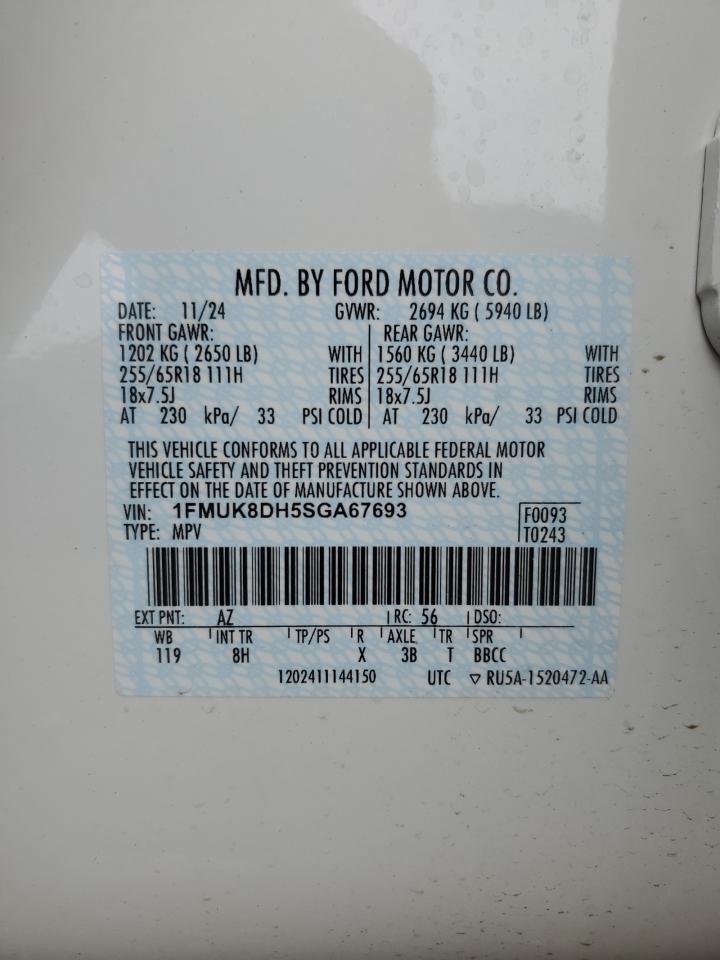 MFD. BY FORD MOTOR CO.
DATE: 11/24 GVWR: 2694 KG ( 5940 LB)
FRONT GAWR: REAR GAWR:
1202 KG ( 2650 LB) WITH 1560 KG ( 3440 LB) WITH
255/65R18 111H TIRES 255/65R18 111H TIRES
18x7.5J RIMS 18x7.5J RIMS
AT 230 kPa/ 33 PSI COLD AT 230 kPa/ 33 PSI COLD
THIS VEHICLE CONFORMS TO ALL APPLICABLE FEDERAL MOTOR
VEHICLE SAFETY AND THEFT PREVENTION STANDARDS IN
EFFECT ON THE DATE OF MANUFACTURE SHOWN ABOVE.
VIN: 1FMUK8DH5SGA67693 F0093
TYPE: MPV T0243
EXT PNT: AZ RC: 56 DSO:
WB INT TR TP/PS R AXLE TR SPR
119 8H X 3B T BBCC
1202411144150 UTC ▽ RU5A-1520472-AA